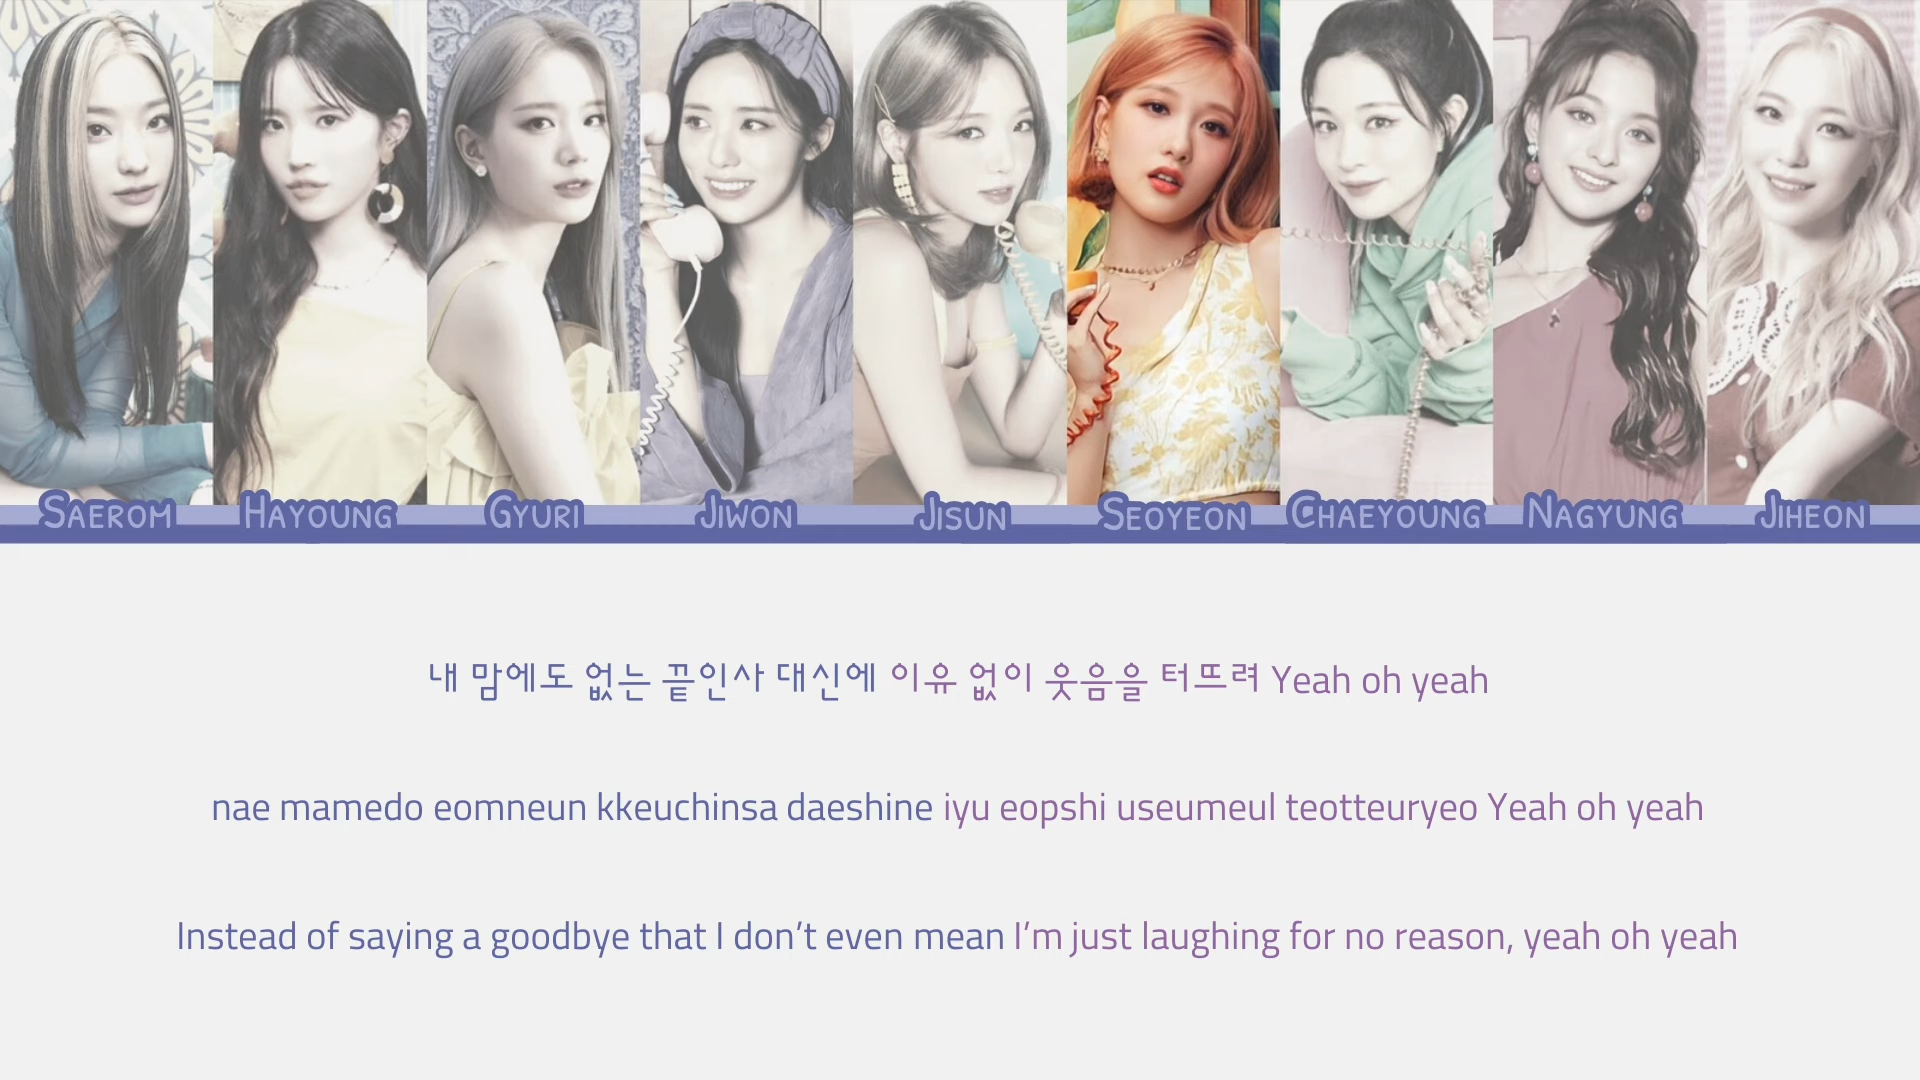 SAEROM HAYOUNG GYURI JIWON JISUN SEOYEON CHAEYOUNG NAGYUNG JIHEON
내 맘에도 없는 끝인사 대신에 이유 없이 웃음을 터뜨려 Yeah oh yeah
nae mamedo eomneun kkeuchinsa daeshine iyu eopshi useumeul teotteuryeo Yeah oh yeah
Instead of saying a goodbye that I don’t even mean I’m just laughing for no reason, yeah oh yeah